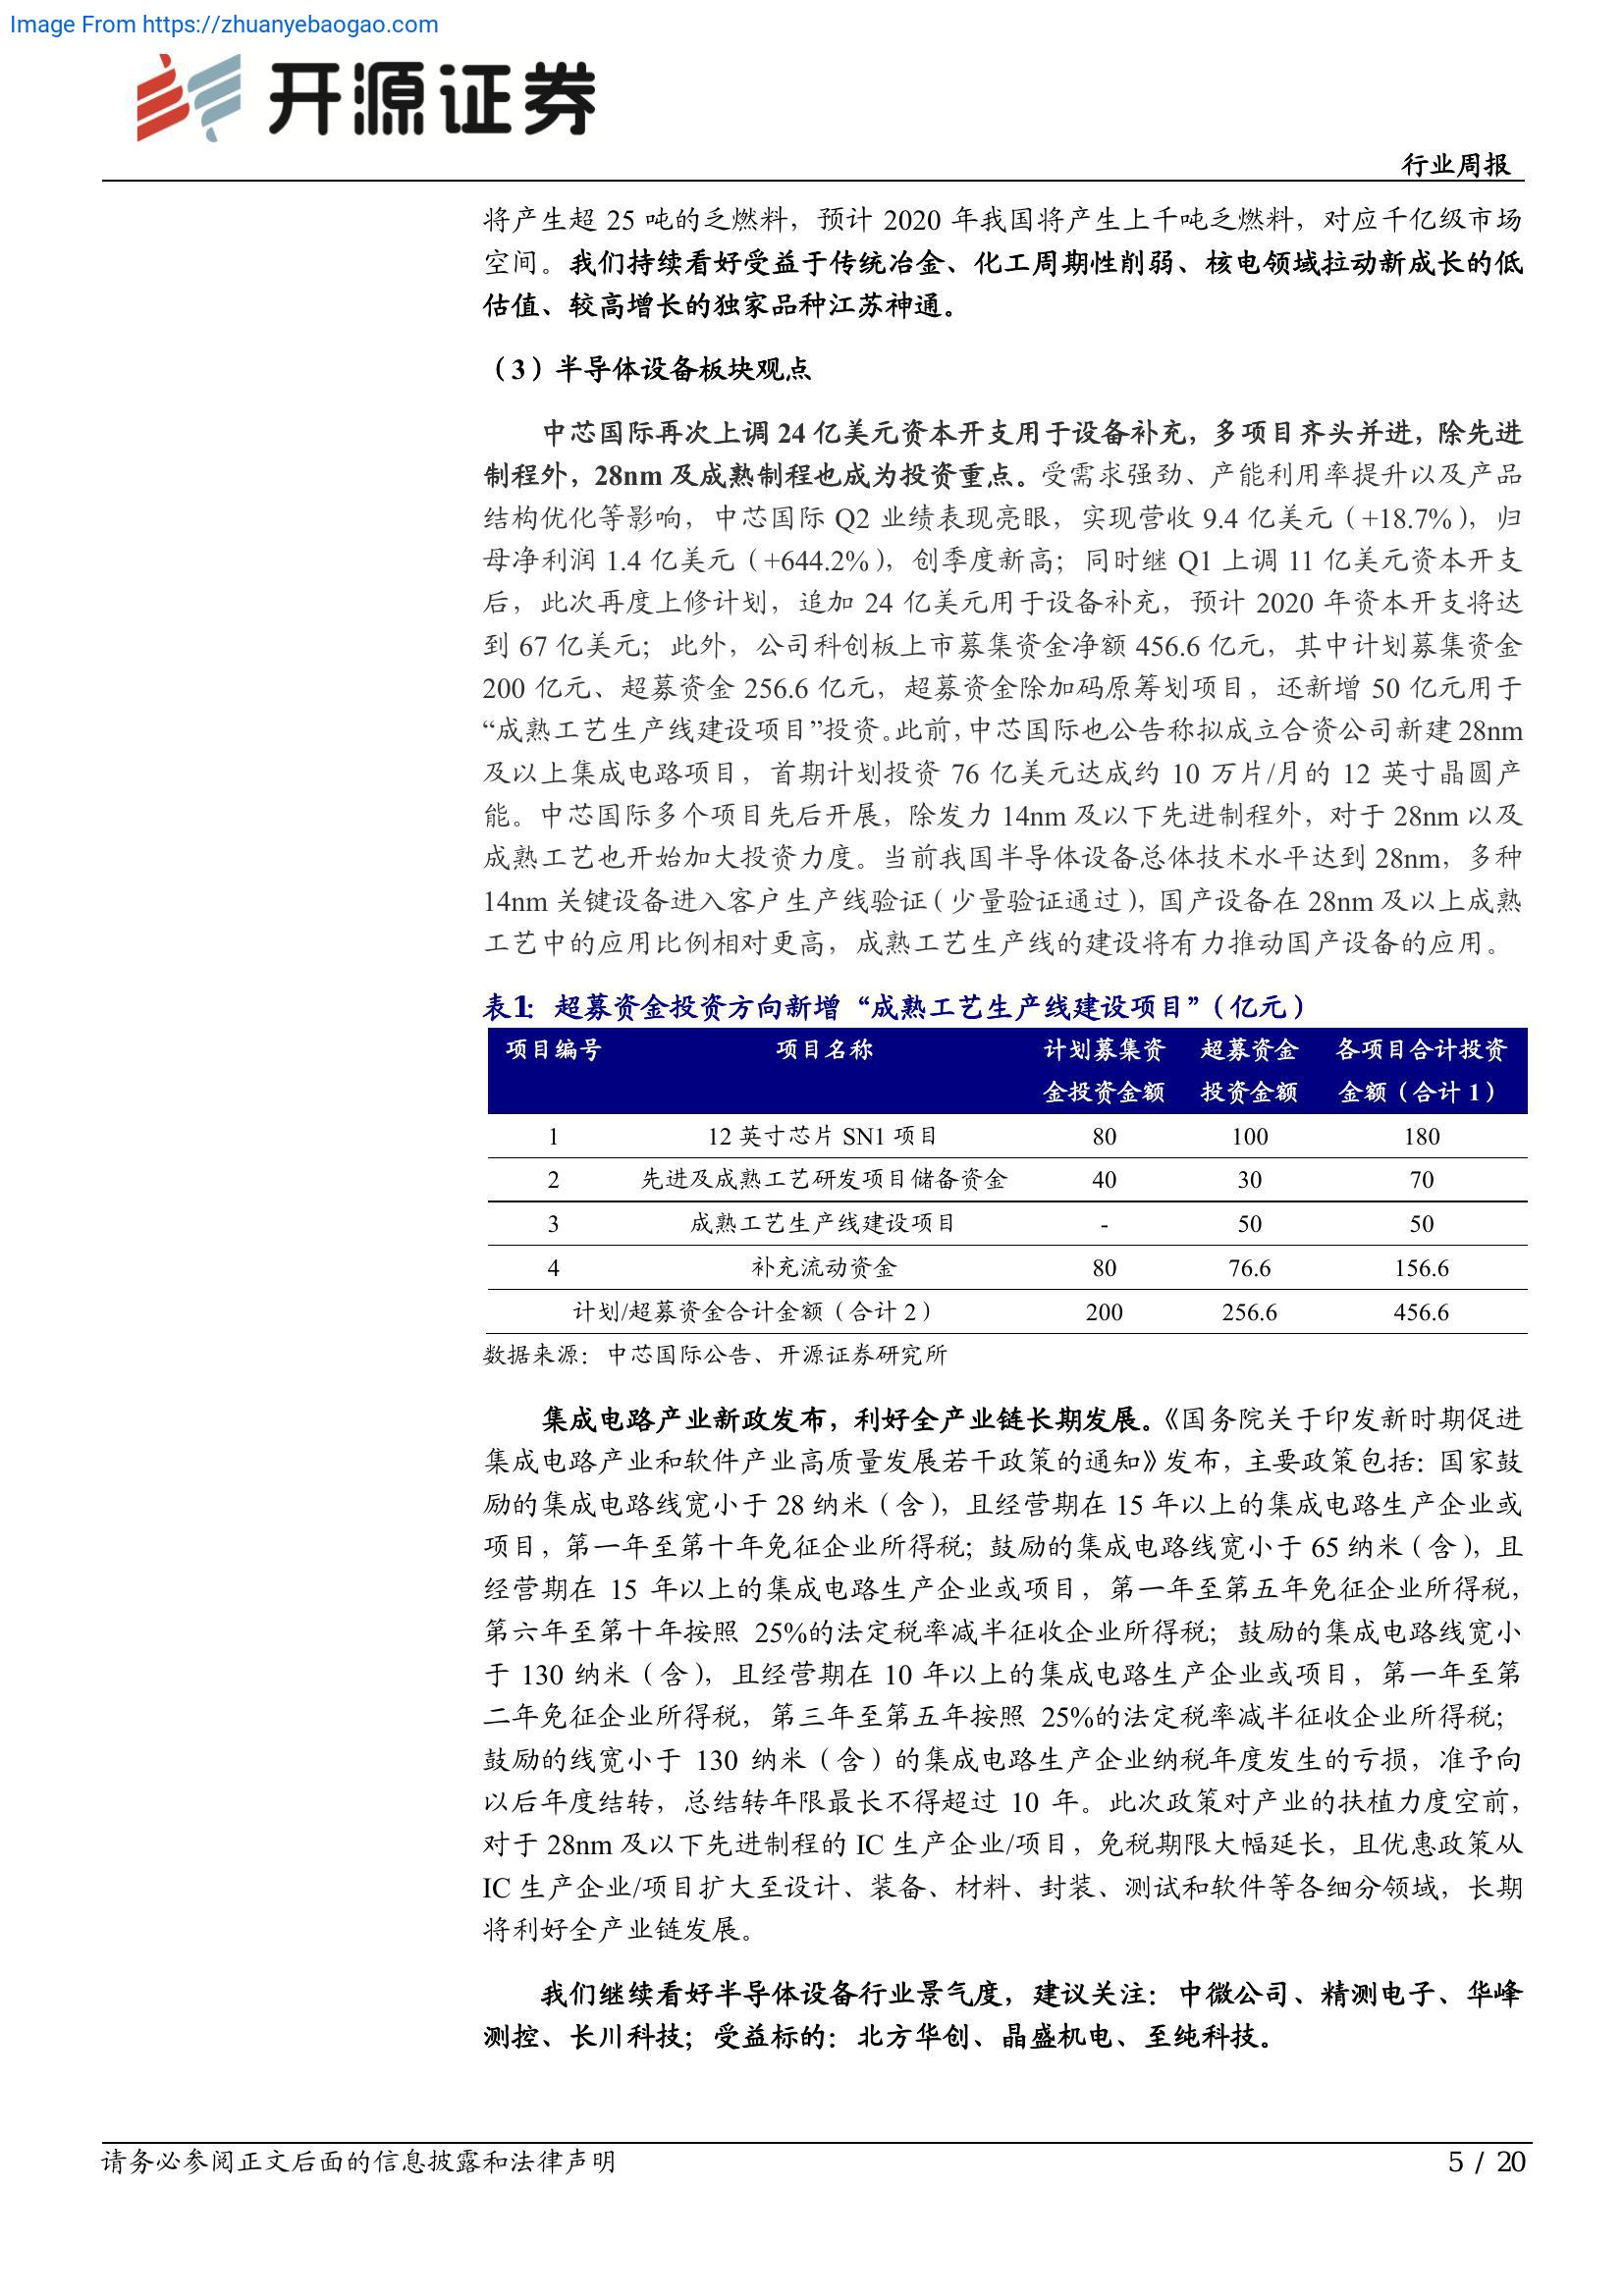 Image From https://zhuanyebaogao.com
开源证券
行业周报
将产生超 25 吨的乏燃料，预计 2020 年我国将产生上千吨乏燃料，对应千亿级市场
空间。我们持续看好受益于传统冶金、化工周期性削弱、核电领域拉动新成长的低
估值、较高增长的独家品种江苏神通。
（3）半导体设备板块观点
中芯国际再次上调 24 亿美元资本开支用于设备补充，多项目齐头并进，除先进
制程外，28nm 及成熟制程也成为投资重点。受需求强劲、产能利用率提升以及产品
结构优化等影响，中芯国际 Q2 业绩表现亮眼，实现营收 9.4 亿美元（+18.7%），归
母净利润 1.4 亿美元（+644.2%），创季度新高；同时继 Q1 上调 11 亿美元资本开支
后，此次再度上修计划，追加 24 亿美元用于设备补充，预计 2020 年资本开支将达
到 67 亿美元；此外，公司科创板上市募集资金净额 456.6 亿元，其中计划募集资金
200 亿元、超募资金 256.6 亿元，超募资金除加码原筹划项目，还新增 50 亿元用于
“成熟工艺生产线建设项目”投资。此前，中芯国际也公告称拟成立合资公司新建 28nm
及以上集成电路项目，首期计划投资 76 亿美元达成约 10 万片/月的 12 英寸晶圆产
能。中芯国际多个项目先后开展，除发力 14nm 及以下先进制程外，对于 28nm 以及
成熟工艺也开始加大投资力度。当前我国半导体设备总体技术水平达到 28nm，多种
14nm 关键设备进入客户生产线验证（少量验证通过），国产设备在 28nm 及以上成熟
工艺中的应用比例相对更高，成熟工艺生产线的建设将有力推动国产设备的应用。
表1：超募资金投资方向新增“成熟工艺生产线建设项目”（亿元）
项目编号 项目名称 计划募集资 超募资金 各项目合计投资
金投资金额 投资金额 金额（合计 1）
1 12 英寸芯片 SN1 项目 80 100 180
2 先进及成熟工艺研发项目储备资金 40 30 70
3 成熟工艺生产线建设项目 - 50 50
4 补充流动资金 80 76.6 156.6
计划/超募资金合计金额（合计 2） 200 256.6 456.6
数据来源：中芯国际公告、开源证券研究所
集成电路产业新政发布，利好全产业链长期发展。《国务院关于印发新时期促进
集成电路产业和软件产业高质量发展若干政策的通知》发布，主要政策包括：国家鼓
励的集成电路线宽小于 28 纳米（含），且经营期在 15 年以上的集成电路生产企业或
项目，第一年至第十年免征企业所得税；鼓励的集成电路线宽小于 65 纳米（含），且
经营期在 15 年以上的集成电路生产企业或项目，第一年至第五年免征企业所得税，
第六年至第十年按照 25%的法定税率减半征收企业所得税；鼓励的集成电路线宽小
于 130 纳米（含），且经营期在 10 年以上的集成电路生产企业或项目，第一年至第
二年免征企业所得税，第三年至第五年按照 25%的法定税率减半征收企业所得税；
鼓励的线宽小于 130 纳米（含）的集成电路生产企业纳税年度发生的亏损，准予向
以后年度结转，总结转年限最长不得超过 10 年。此次政策对产业的扶植力度空前，
对于 28nm 及以下先进制程的 IC 生产企业/项目，免税期限大幅延长，且优惠政策从
IC 生产企业/项目扩大至设计、装备、材料、封装、测试和软件等各细分领域，长期
将利好全产业链发展。
我们继续看好半导体设备行业景气度，建议关注：中微公司、精测电子、华峰
测控、长川科技；受益标的：北方华创、晶盛机电、至纯科技。
请务必参阅正文后面的信息披露和法律声明
5 / 20